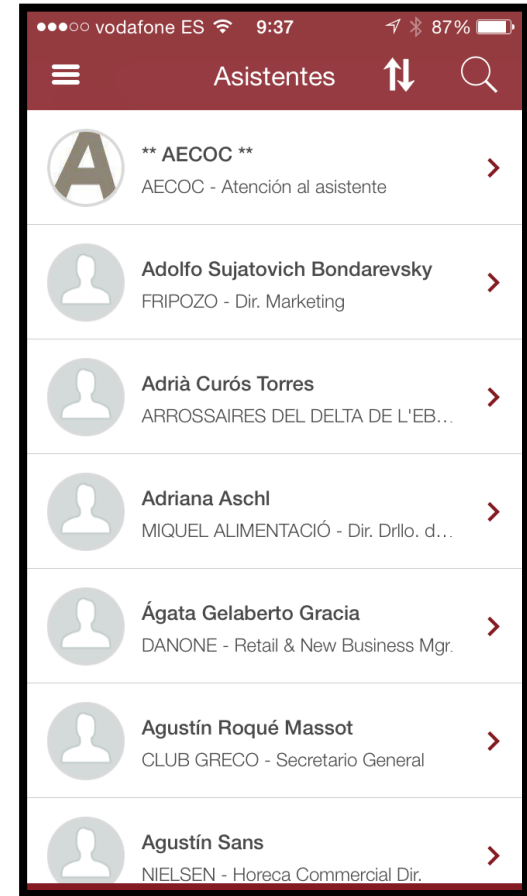 vodafone ES 9:37 87%
Asistentes
A
** AECOC **
AECOC - Atención al asistente
Adolfo Sujatovich Bondarevsky
FRIPOZO - Dir. Marketing
Adrià Curós Torres
ARROSSAIRES DEL DELTA DE L'EB...
Adriana Aschl
MIQUEL ALIMENTACIÓ - Dir. Drllo. d...
Ágata Gelaberto Gracia
DANONE - Retail & New Business Mgr.
Agustín Roqué Massot
CLUB GRECO - Secretario General
Agustín Sans
NIELSEN - Horeca Commercial Dir.